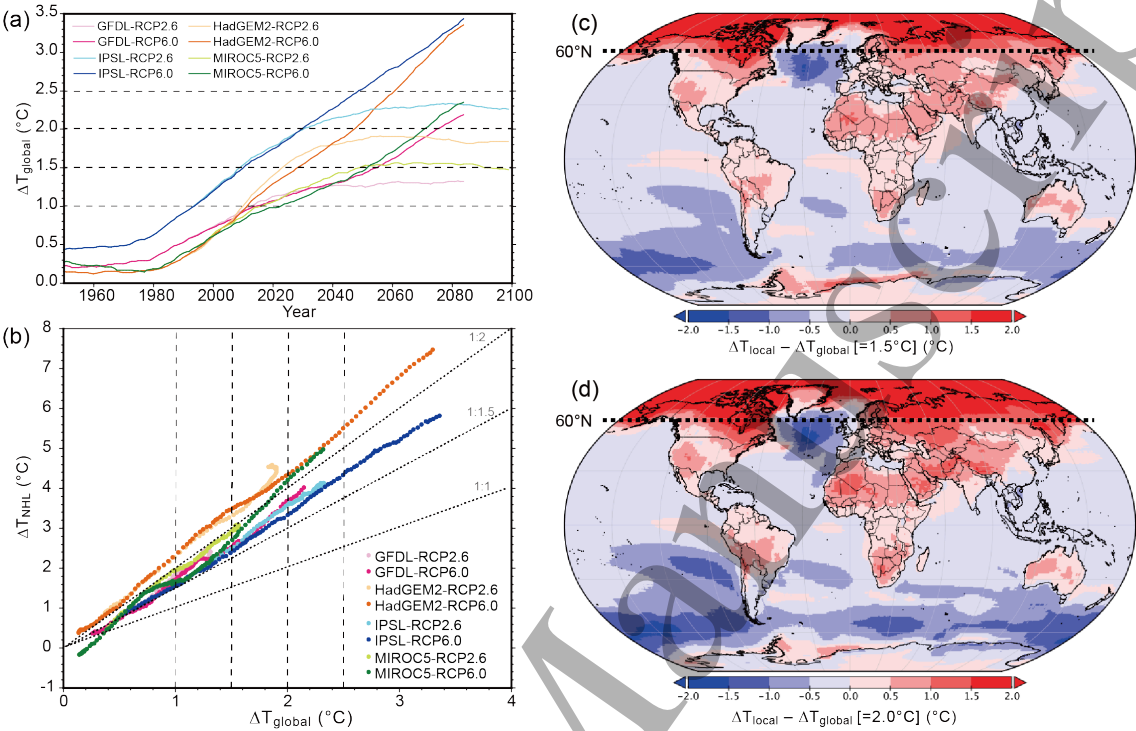 (a)
3.5
3.0
2.5
2.0
1.5
1.0
0.5
0.0
ΔTglobal (°C)
GFDL-RCP2.6
GFDL-RCP6.0
IPSL-RCP2.6
IPSL-RCP6.0
HadGEM2-RCP2.6
HadGEM2-RCP6.0
MIROC5-RCP2.6
MIROC5-RCP6.0
1960 1980 2000 2020 2040 2060 2080 2100
Year
(b)
8
7
6
5
4
3
2
1
0
-1
ΔTNHL (°C)
1:2
1:1.5
1:1
GFDL-RCP2.6
GFDL-RCP6.0
HadGEM2-RCP2.6
HadGEM2-RCP6.0
IPSL-RCP2.6
IPSL-RCP6.0
MIROC5-RCP2.6
MIROC5-RCP6.0
0 1 2 3 4
ΔTglobal (°C)
(c)
60°N
−2.0 −1.5 −1.0 −0.5 0.0 0.5 1.0 1.5 2.0
ΔTlocal – ΔTglobal [=1.5°C] (°C)
(d)
60°N
−2.0 −1.5 −1.0 −0.5 0.0 0.5 1.0 1.5 2.0
ΔTlocal – ΔTglobal [=2.0°C] (°C)